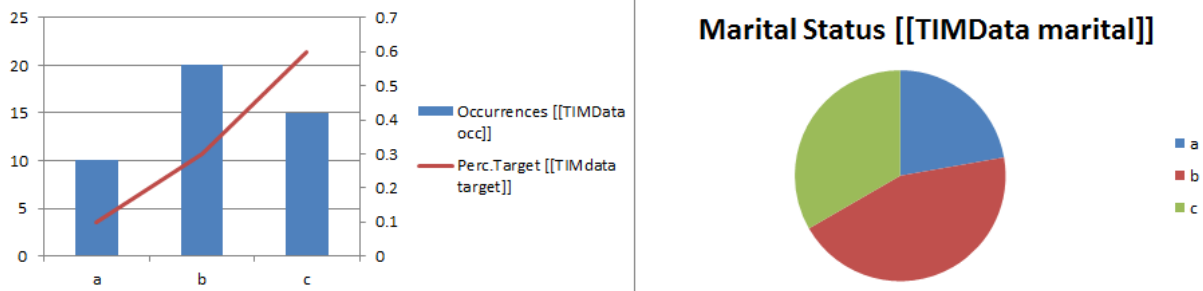 25
20
15
10
5
0
0.7
0.6
0.5
0.4
0.3
0.2
0.1
0
a
b
c
Occurrences [[TIMData
occ]]
Perc.Target [[TIMdata
target]]
Marital Status [[TIMData marital]]
a
b
c